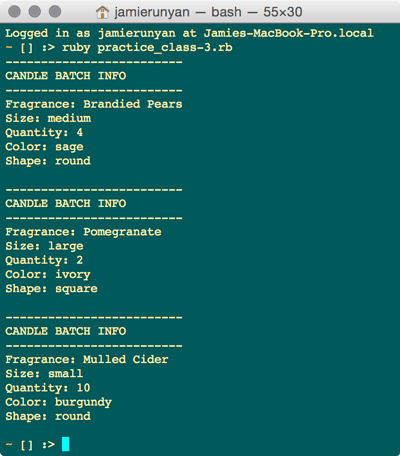 jamierunyan — bash — 55×30
Logged in as jamierunyan at Jamies-MacBook-Pro.local
~ [] :> ruby practice_class-3.rb
-------------------------
CANDLE BATCH INFO
-------------------------
Fragrance: Brandied Pears
Size: medium
Quantity: 4
Color: sage
Shape: round
-------------------------
CANDLE BATCH INFO
-------------------------
Fragrance: Pomegranate
Size: large
Quantity: 2
Color: ivory
Shape: square
-------------------------
CANDLE BATCH INFO
-------------------------
Fragrance: Mulled Cider
Size: small
Quantity: 10
Color: burgundy
Shape: round
~ [] :>